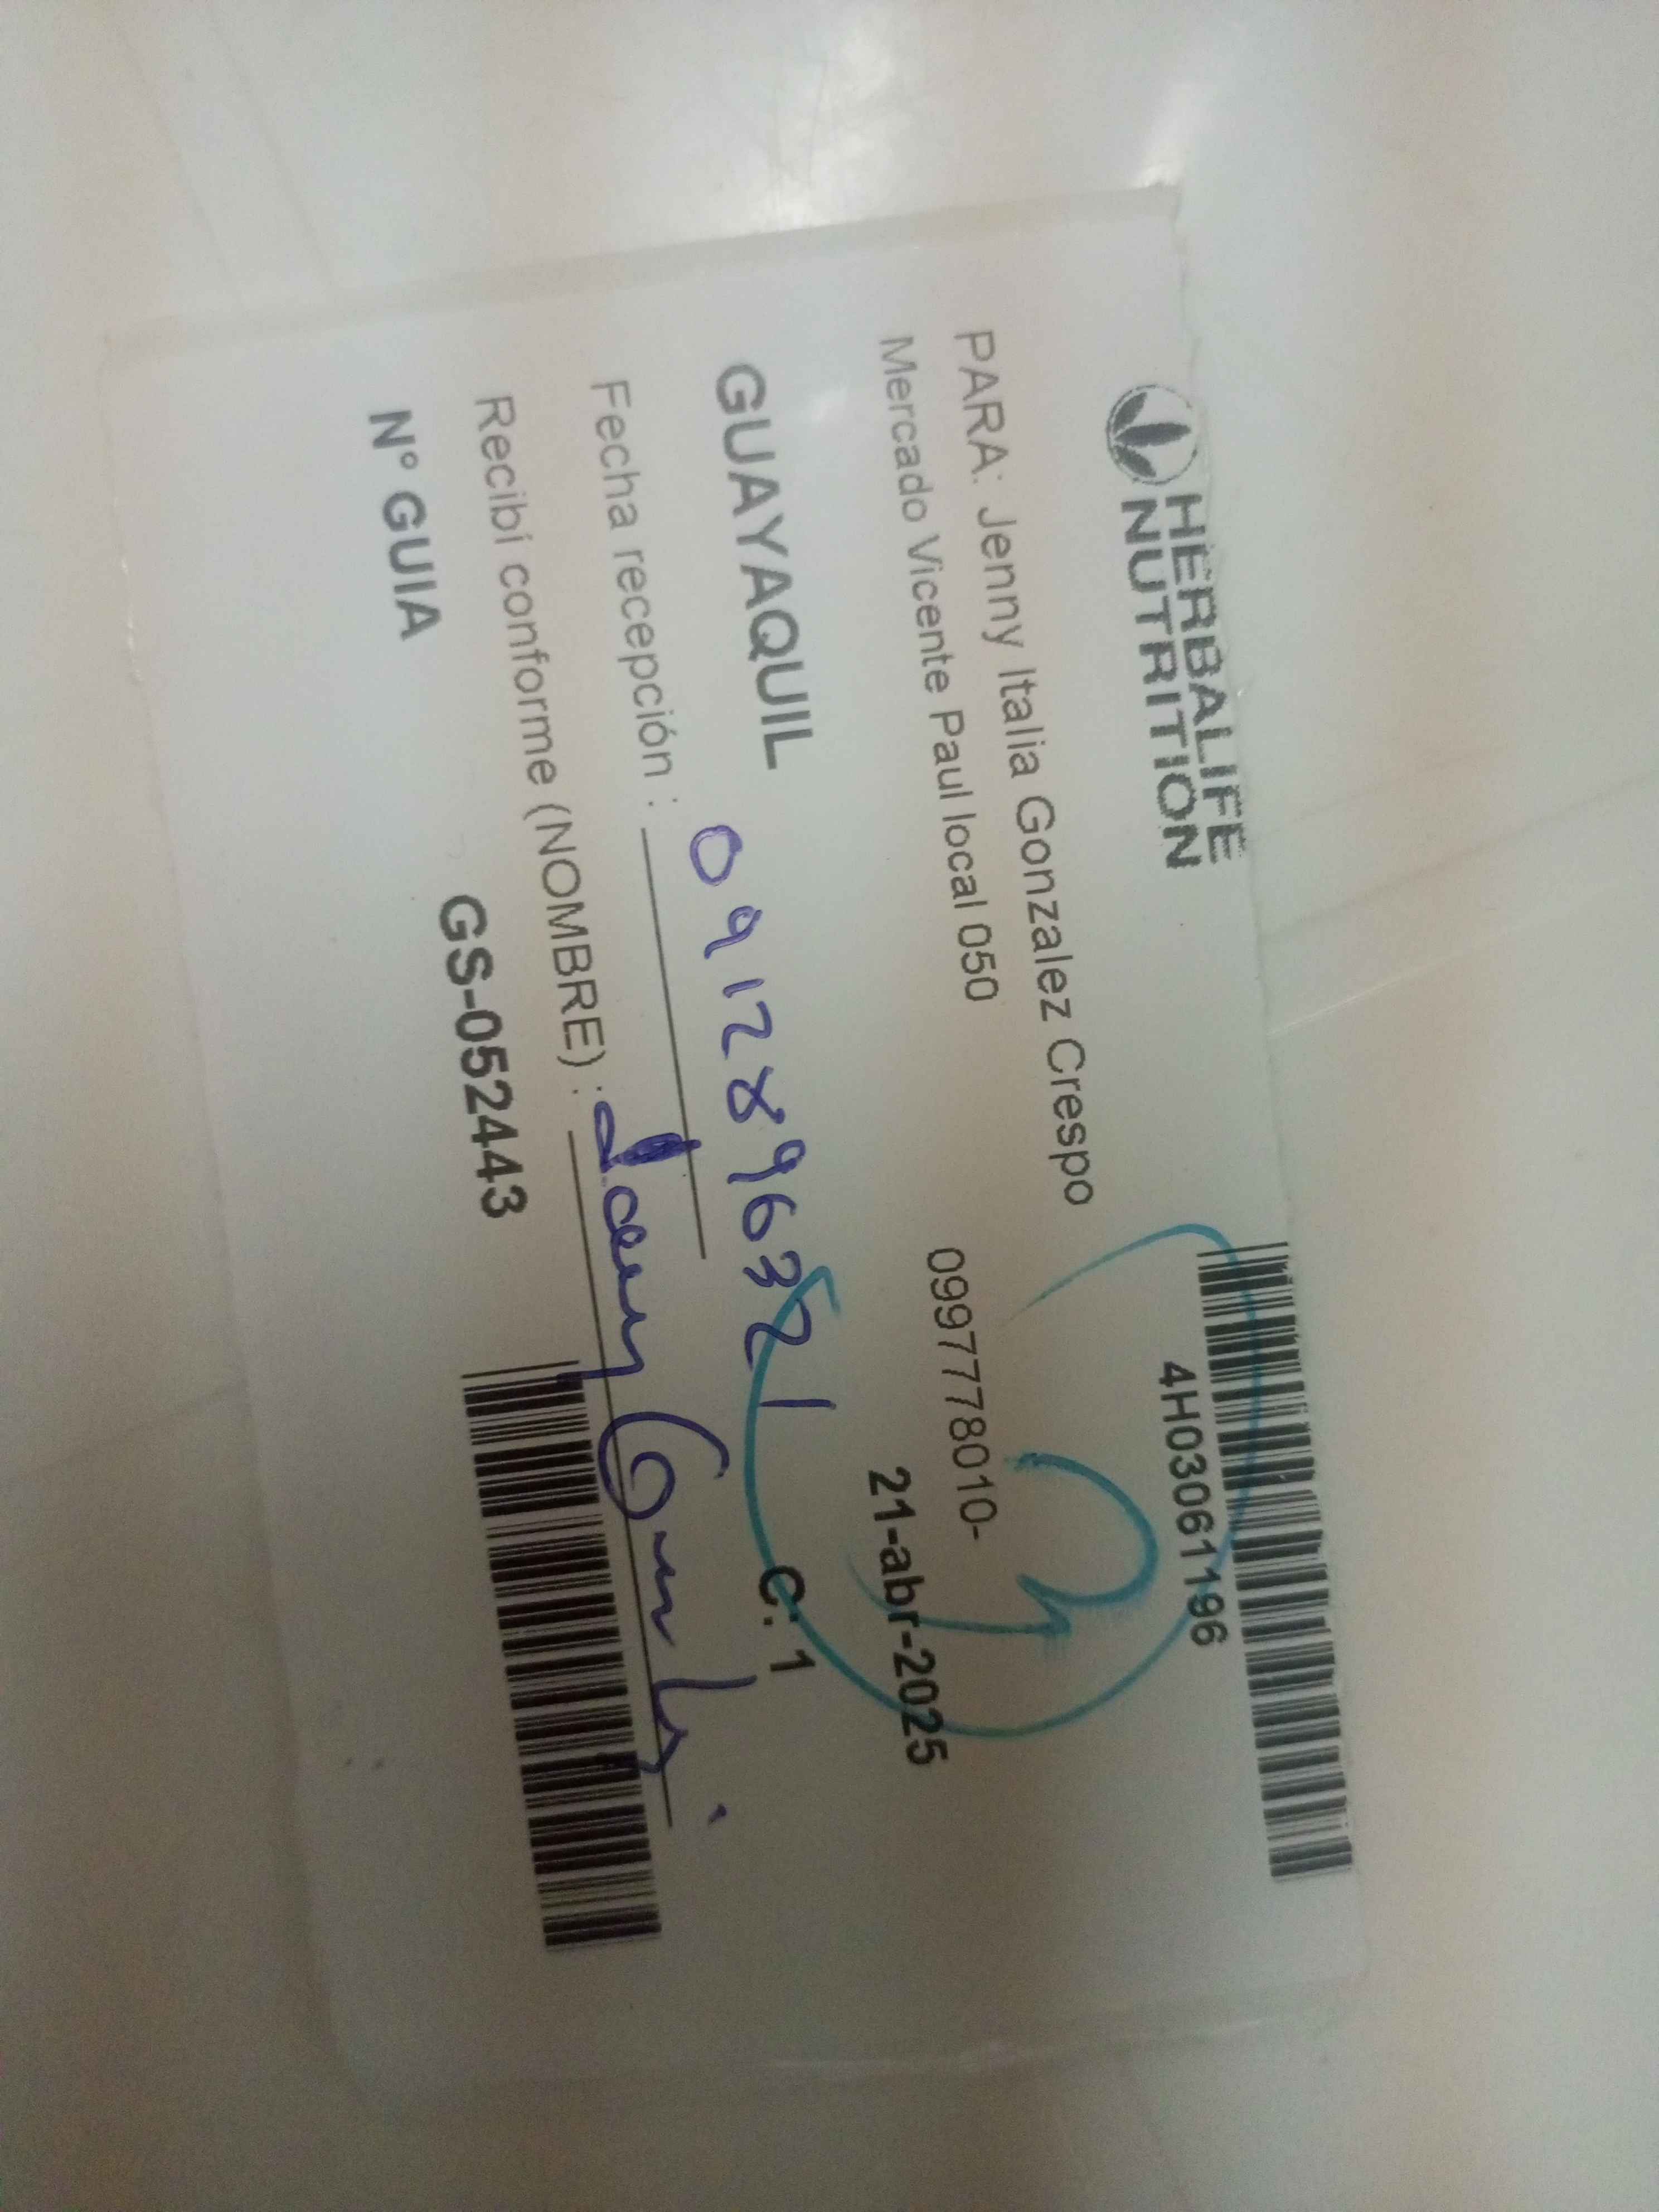 HERBALIFE
NUTRITION
4H03061196
PARA: Jenny Italia Gonzalez Crespo
Mercado Vicente Paul local 050
0997778010-
21-abr-2025
GUAYAQUIL
C. 1
0912896321
Fecha recepción :
Recibí conforme (NOMBRE) :
N° GUIA
GS-052443